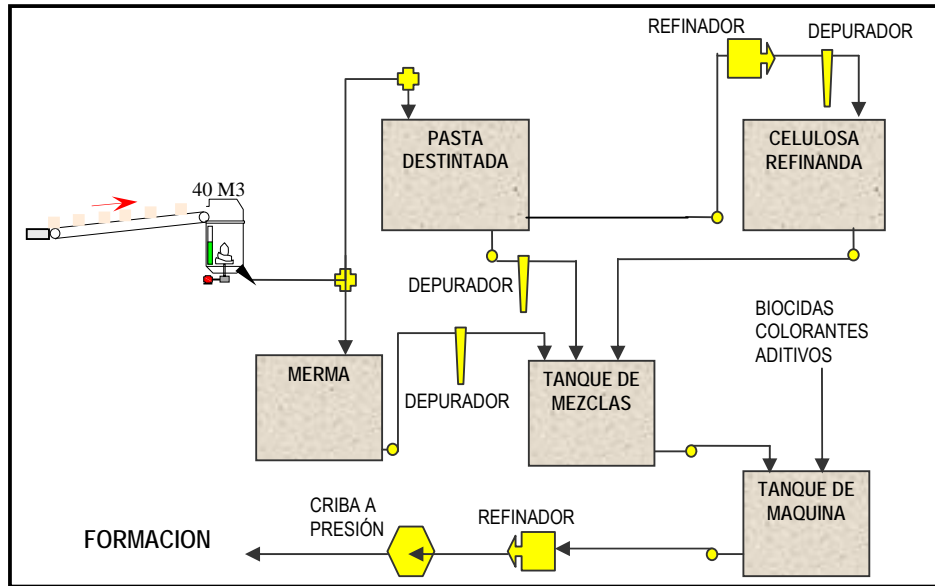 REFINADOR
DEPURADOR
PASTA
DESTINTADA
CELULOSA
REFINANDA
40 M3
DEPURADOR
BIOCIDAS
COLORANTES
ADITIVOS
MERMA
DEPURADOR
TANQUE DE
MEZCLAS
TANQUE DE
MAQUINA
CRIBA A
PRESIÓN
REFINADOR
FORMACION